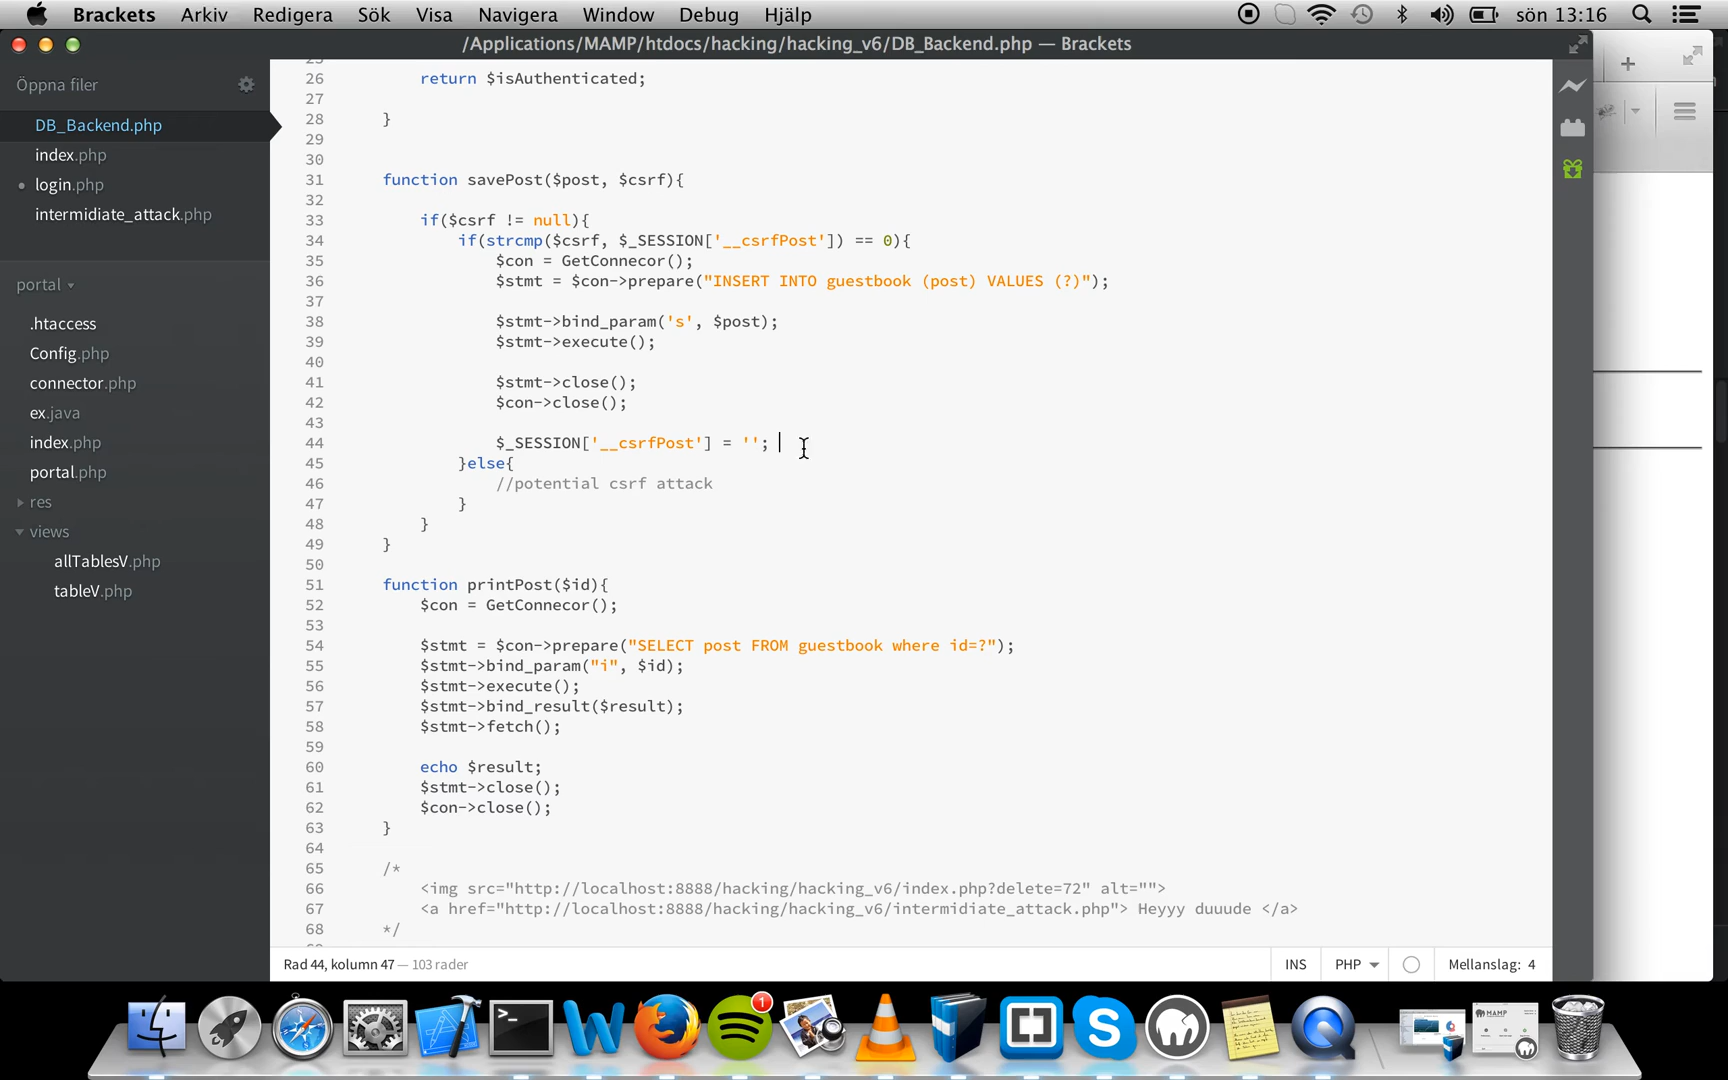 Brackets Arkiv Redigera Sök Visa Navigera Window Debug Hjälp sön 13:16
/Applications/MAMP/htdocs/hacking/hacking_v6/DB_Backend.php — Brackets
Öppna filer
DB_Backend.php
index.php
login.php
intermidiate_attack.php
portal
.htaccess
Config.php
connector.php
ex.java
index.php
portal.php
res
views
allTablesV.php
tableV.php
26 return $isAuthenticated;
27
28 }
29
30
31 function savePost($post, $csrf){
32
33 if($csrf != null){
34 if(strcmp($csrf, $_SESSION['__csrfPost']) == 0){
35 $con = GetConnecor();
36 $stmt = $con->prepare("INSERT INTO guestbook (post) VALUES (?)");
37
38 $stmt->bind_param('s', $post);
39 $stmt->execute();
40
41 $stmt->close();
42 $con->close();
43
44 $_SESSION['__csrfPost'] = '';
45 }else{
46 //potential csrf attack
47 }
48 }
49 }
50
51 function printPost($id){
52 $con = GetConnecor();
53
54 $stmt = $con->prepare("SELECT post FROM guestbook where id=?");
55 $stmt->bind_param("i", $id);
56 $stmt->execute();
57 $stmt->bind_result($result);
58 $stmt->fetch();
59
60 echo $result;
61 $stmt->close();
62 $con->close();
63 }
64
65 /*
66 <img src="http://localhost:8888/hacking/hacking_v6/index.php?delete=72" alt="">
67 <a href="http://localhost:8888/hacking/hacking_v6/intermidiate_attack.php"> Heyyy duuude </a>
68 */
Rad 44, kolumn 47 — 103 rader INS PHP Mellanslag: 4
1
MAMP